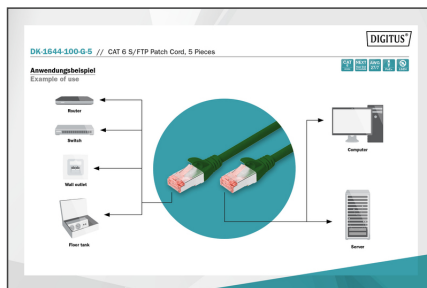 DIGITUS®
DK-1644-100-G-5 // CAT 6 S/FTP Patch Cord, 5 Pieces
Anwendungsbeispiel
Example of use
Router
Switch
Wall outlet
Floor tank
Computer
Server